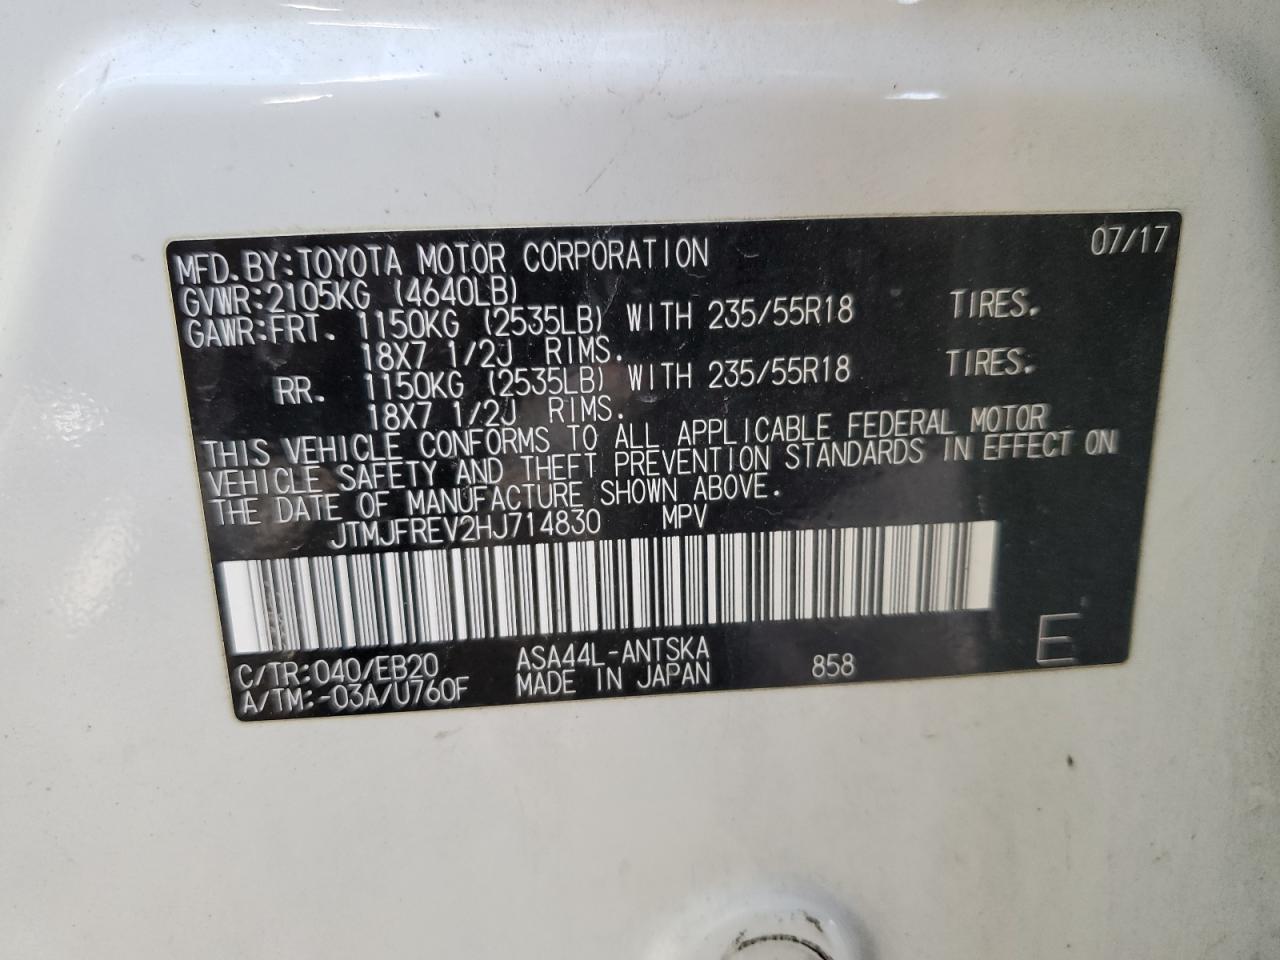 07/17
MFD.BY:TOYOTA MOTOR CORPORATION
GVWR:2105KG (4640LB)
GAWR:FRT. 1150KG (2535LB) WITH 235/55R18 TIRES.
18X7 1/2J RIMS.
RR. 1150KG (2535LB) WITH 235/55R18 TIRES.
18X7 1/2J RIMS.
THIS VEHICLE CONFORMS TO ALL APPLICABLE FEDERAL MOTOR
VEHICLE SAFETY AND THEFT PREVENTION STANDARDS IN EFFECT ON
THE DATE OF MANUFACTURE SHOWN ABOVE.
JTMJFREV2HJ714830 MPV
C/TR:040/EB20 ASA44L-ANTSKA 858 E
A/TM:-03A/U760F MADE IN JAPAN